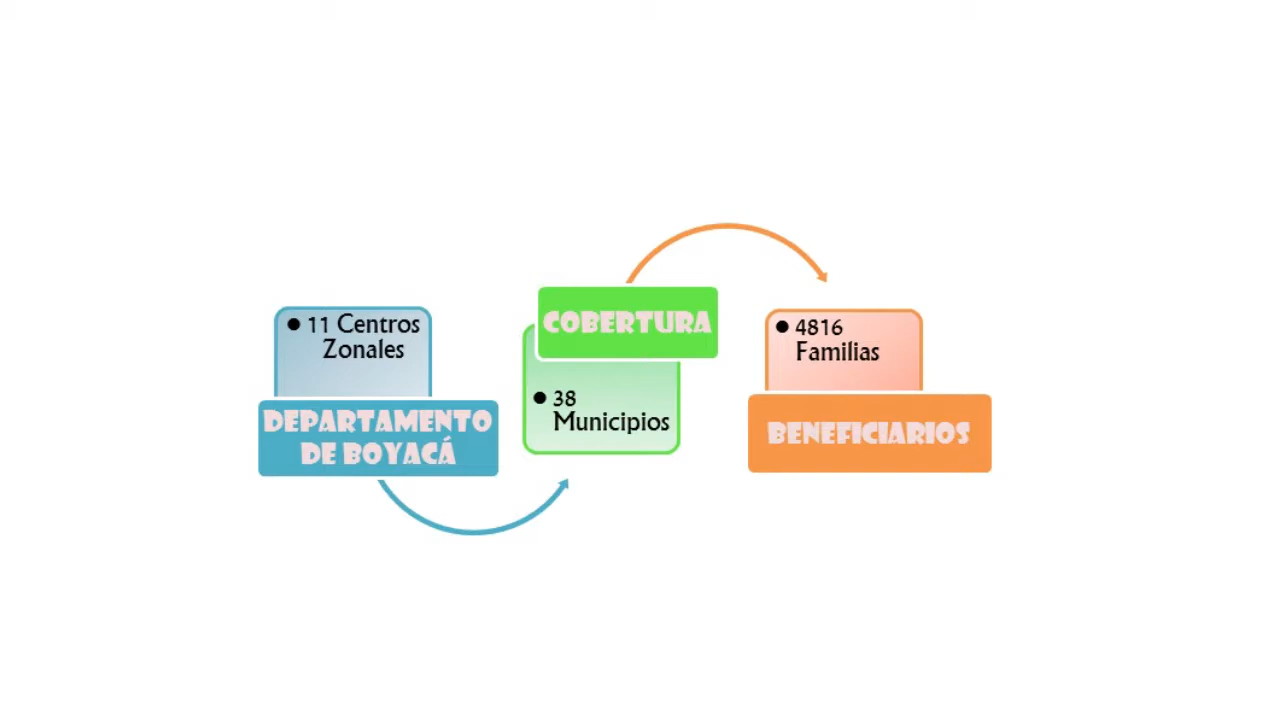 ● 11 Centros
Zonales
DEPARTAMENTO
DE BOYACÁ
COBERTURA
● 38
Municipios
● 4816
Familias
BENEFICIARIOS